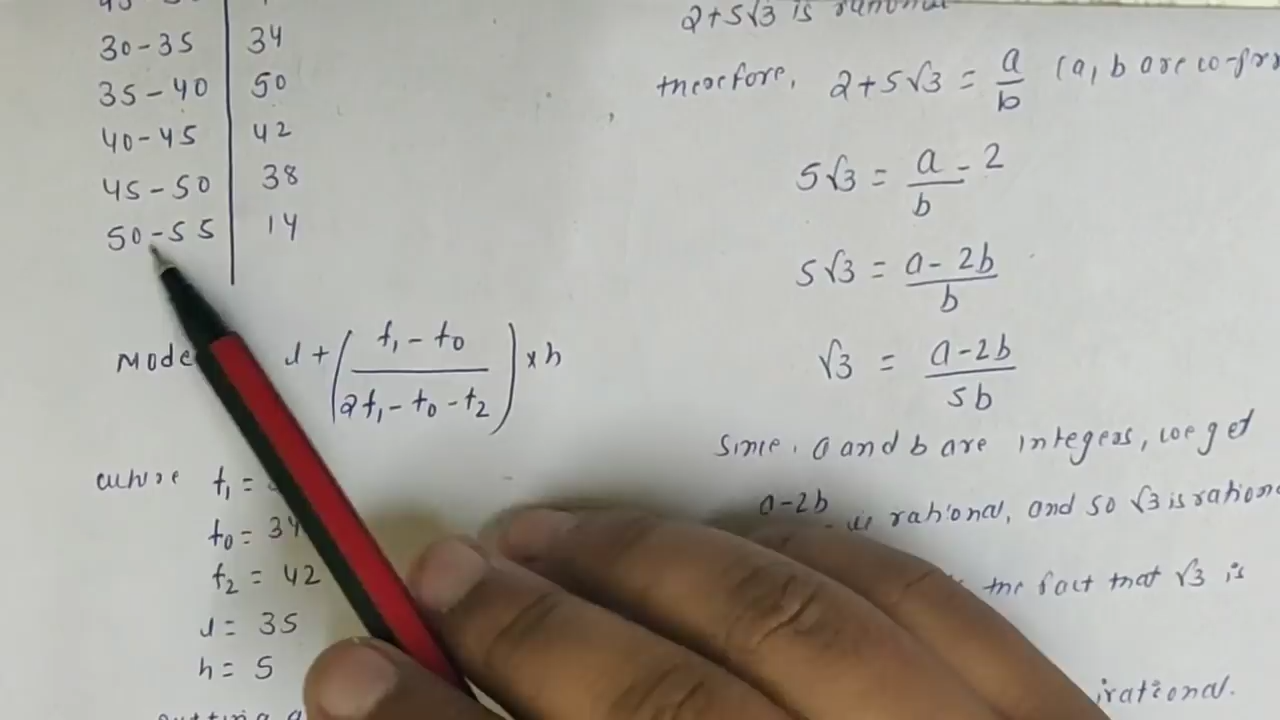 30-35 34
35-40 50
40-45 42
45-50 38
50-55 14
Mode l + (f₁ - f₀ / 2f₁ - f₀ - f₂) × h
where f₁ =
f₀ = 34
f₂ = 42
l = 35
h = 5
2+5√3 is
therefore, 2+5√3 = a/b (a, b are co-
5√3 = a/b - 2
5√3 = a-2b/b
√3 = a-2b/5b
Since, a and b are integers, we get
a-2b
is rational, and so √3 is
the fact that √3 is
irrational.